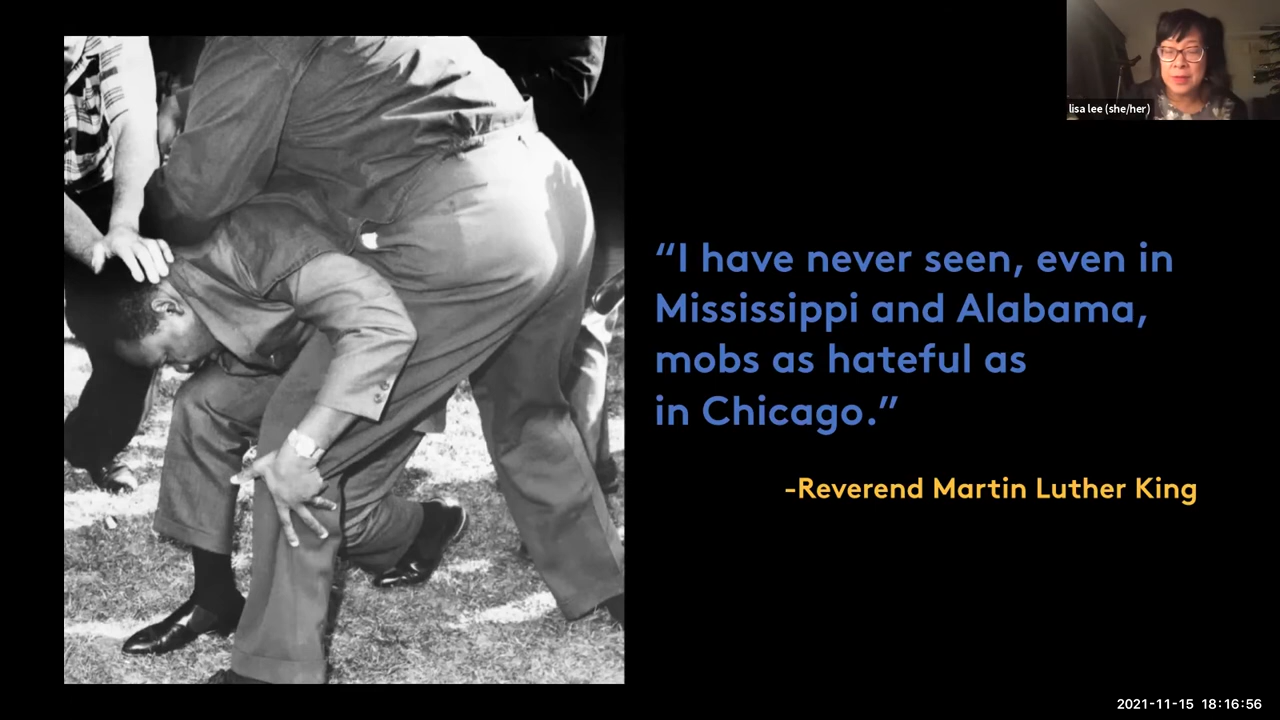 lisa lee (she/her)
“I have never seen, even in
Mississippi and Alabama,
mobs as hateful as
in Chicago.”
-Reverend Martin Luther King
2021-11-15 18:16:56